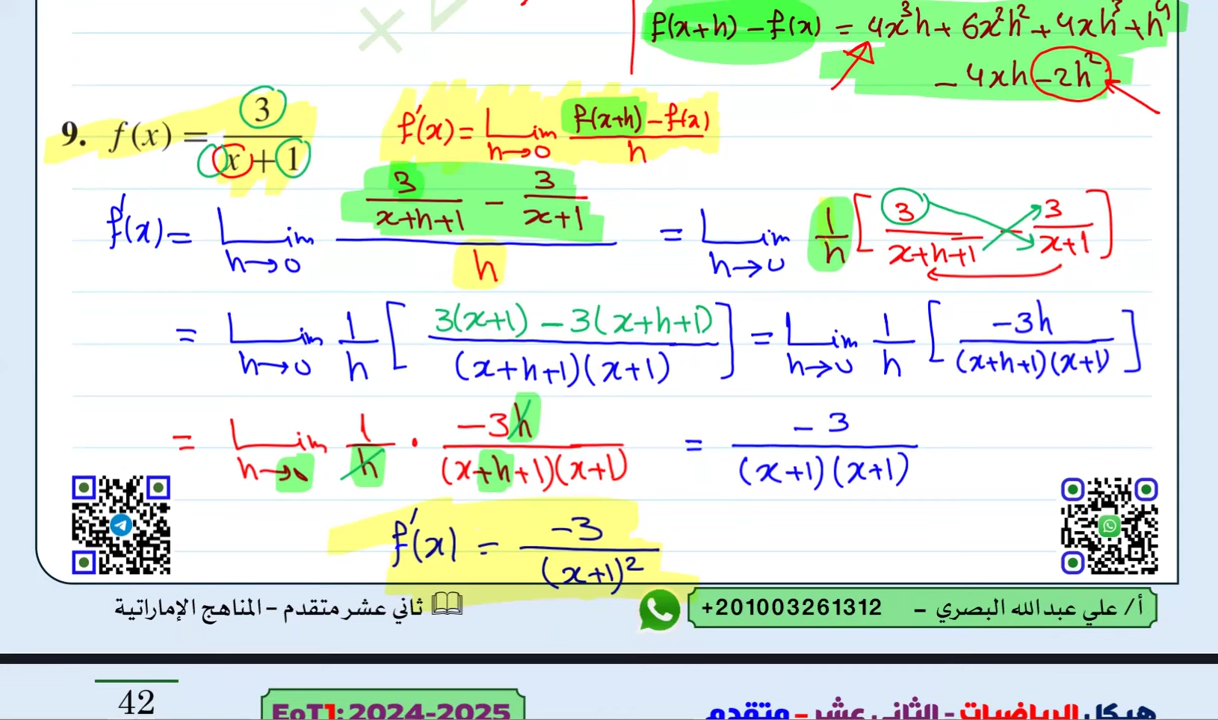 f(x+h) - f(x) = 4x³h + 6x²h² + 4xh³ + h⁴
- 4xh - 2h²
9. f(x) = 3/(x + 1)
f'(x) = Lim h→0 (f(x+h) - f(x))/h
f'(x) = Lim h→0 (3/(x+h+1) - 3/(x+1))/h = Lim h→0 1/h [3/(x+h+1) - 3/(x+1)]
= Lim h→0 1/h [(3(x+1) - 3(x+h+1))/((x+h+1)(x+1))] = Lim h→0 1/h [-3h/((x+h+1)(x+1))]
= Lim h→0 1/h · -3h/((x+h+1)(x+1)) = -3/((x+1)(x+1))
f'(x) = -3/(x+1)²
أ/ علي عبدالله البصري - +201003261312
ثاني عشر متقدم - المناهج الإماراتية
42
EoT1: 2024-2025
هيكل الرياضيات - الثاني عشر - متقدم